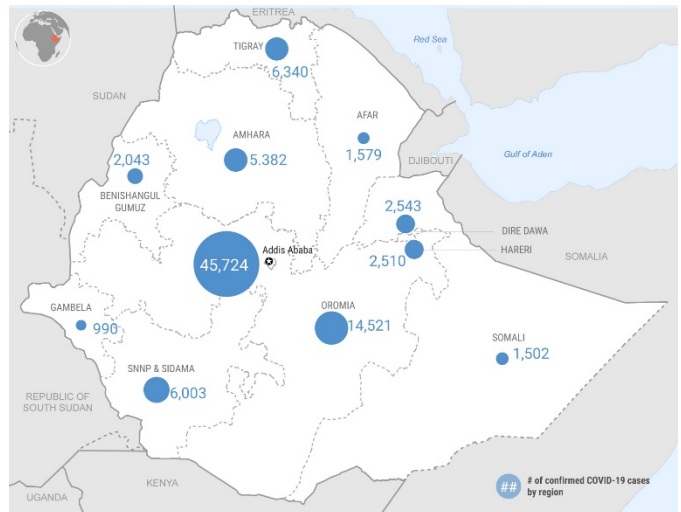 ERITREA
Red Sea
TIGRAY
6,340
SUDAN
AFAR
1,579
AMHARA
5.382
2,043
BENISHANGUL
GUMUZ
DJIBOUTI
Gulf of Aden
2,543
DIRE DAWA
HARERI
2,510
SOMALIA
Addis Ababa
45,724
GAMBELA
990
OROMIA
14,521
SOMALI
1,502
SNNP & SIDAMA
6,003
REPUBLIC OF
SOUTH SUDAN
UGANDA
KENYA
##
# of confirmed COVID-19 cases
by region